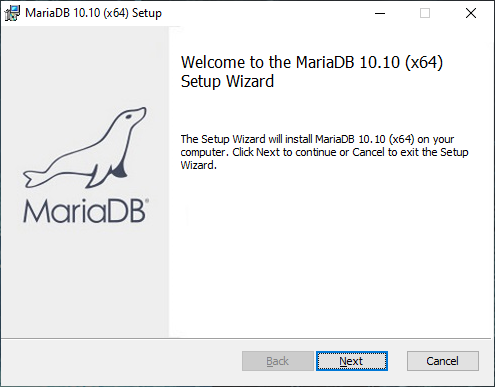 MariaDB 10.10 (x64) Setup
Welcome to the MariaDB 10.10 (x64)
Setup Wizard
The Setup Wizard will install MariaDB 10.10 (x64) on your
computer. Click Next to continue or Cancel to exit the Setup
Wizard.
MariaDB®
Back
Next
Cancel